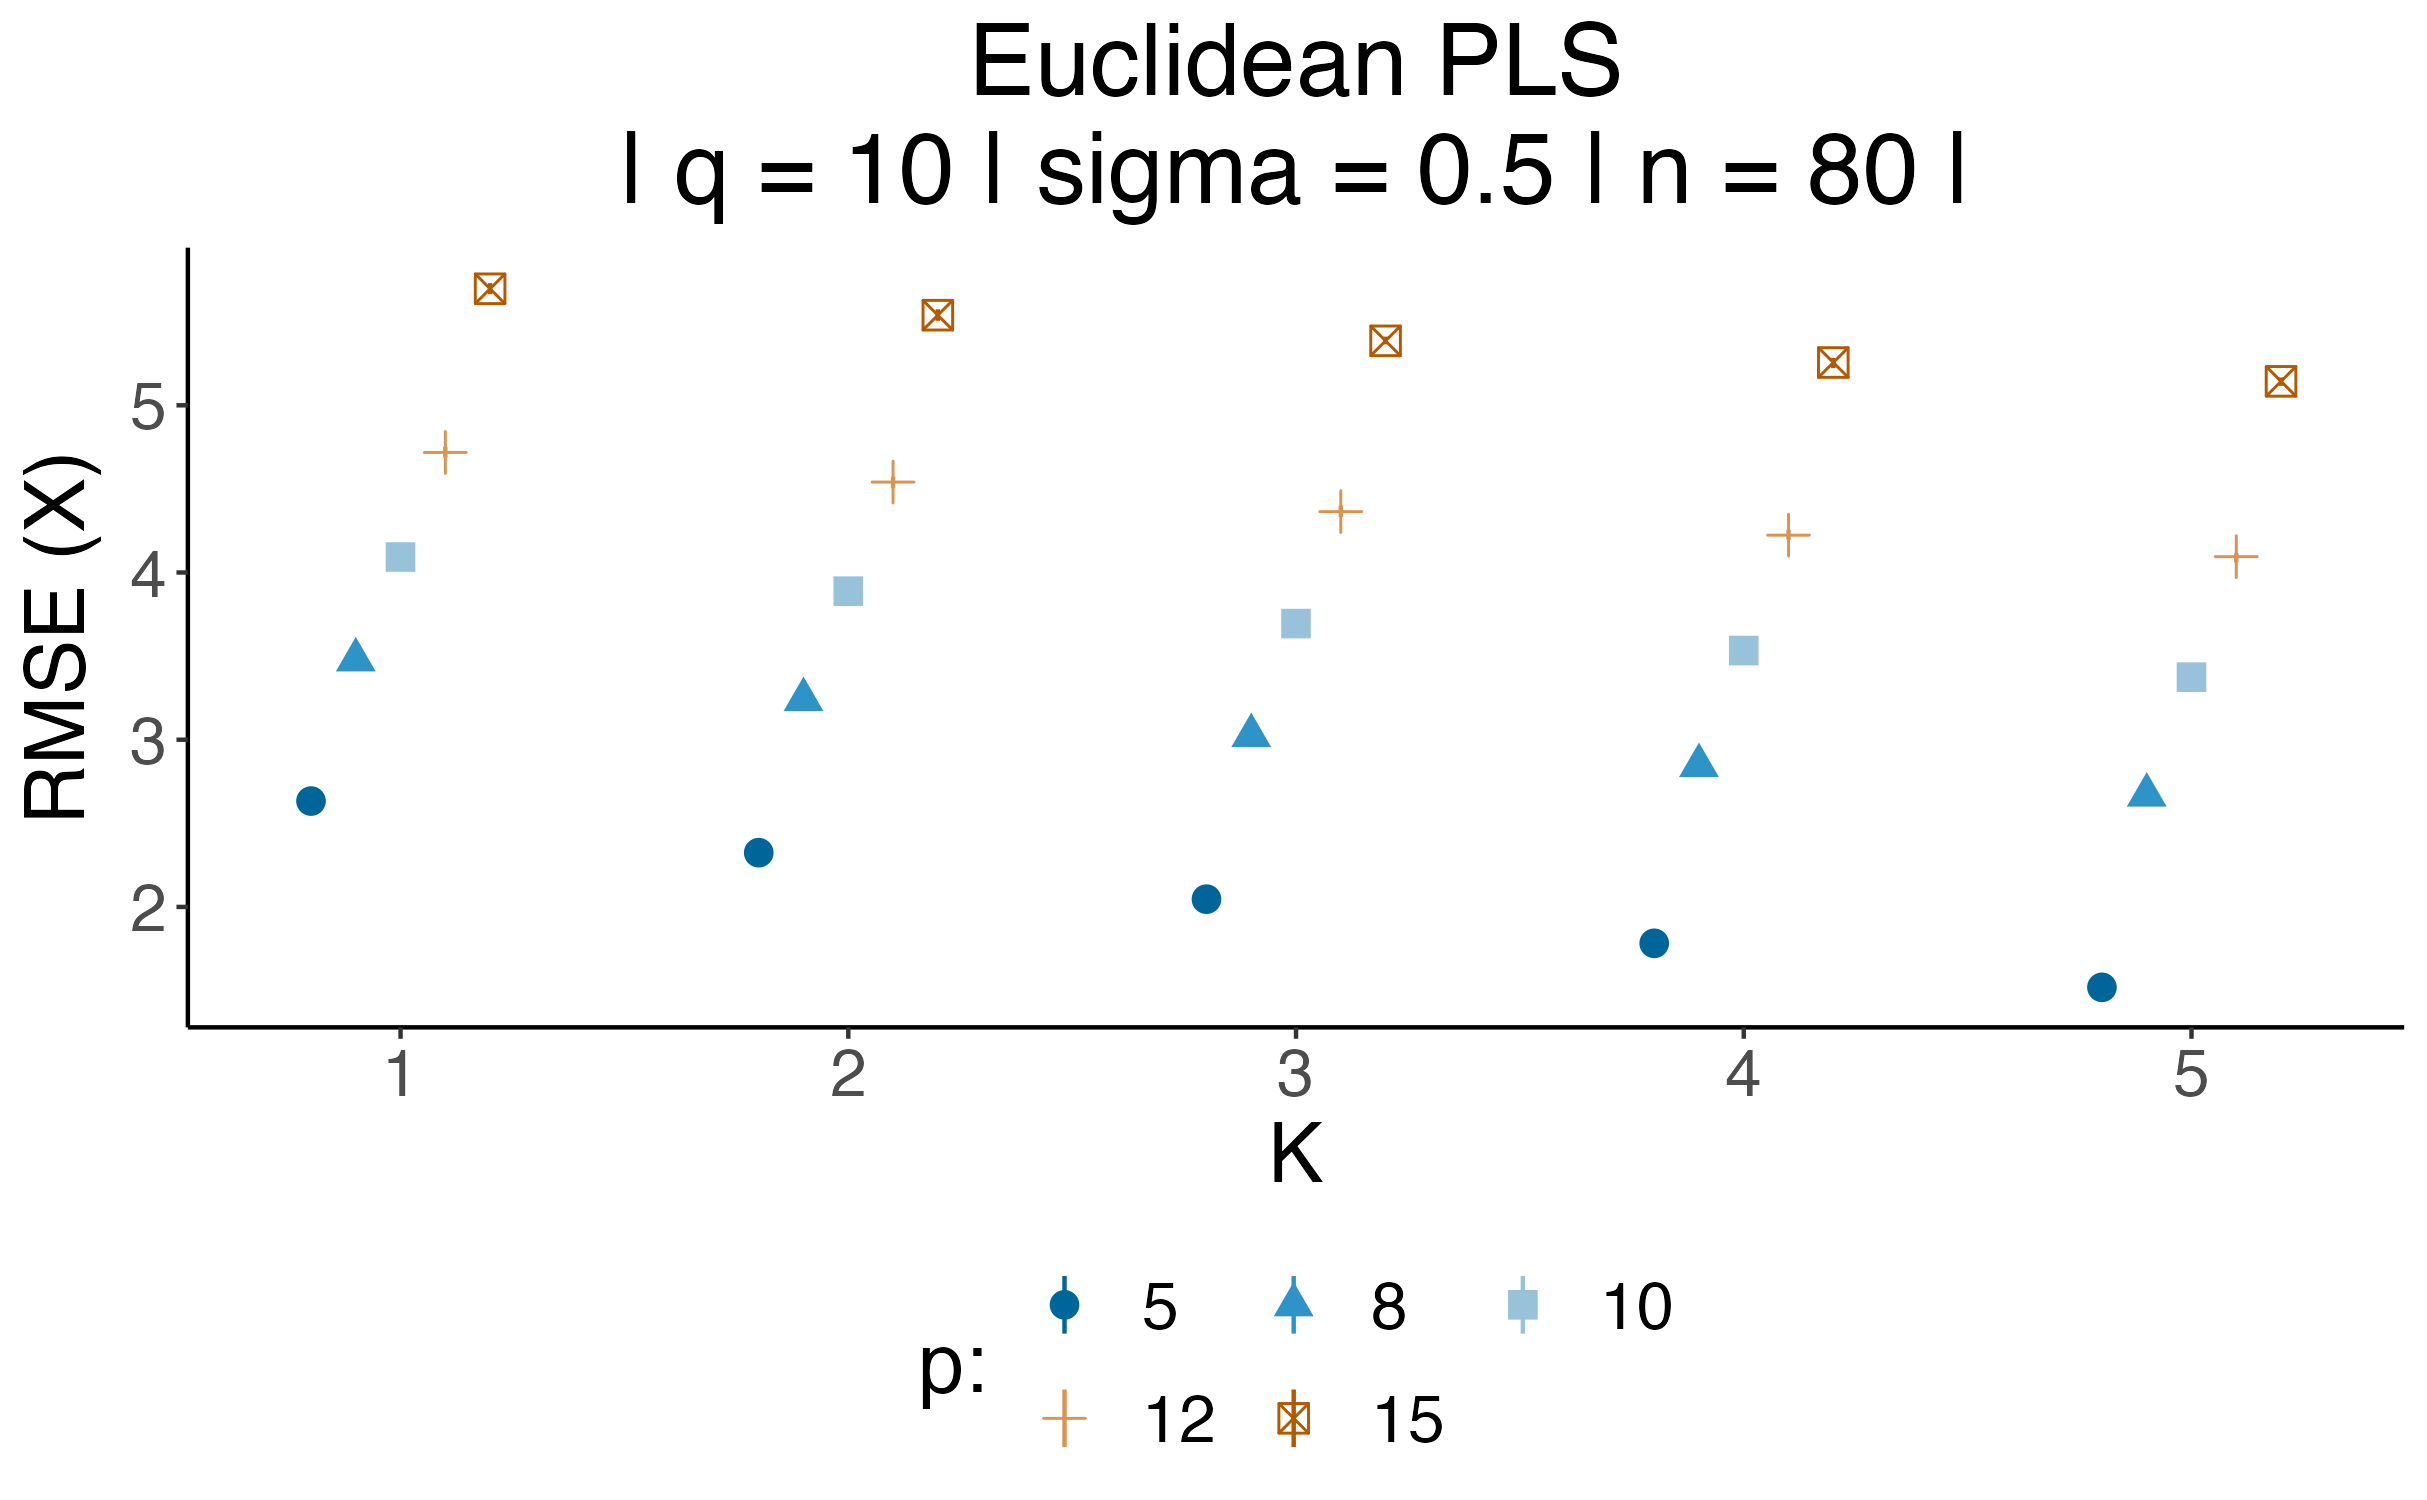 Euclidean PLS
| q = 10 | sigma = 0.5 | n = 80 |
RMSE (X)
5
4
3
2
1 2 3 4 5
K
p:
5 8 10
12 15